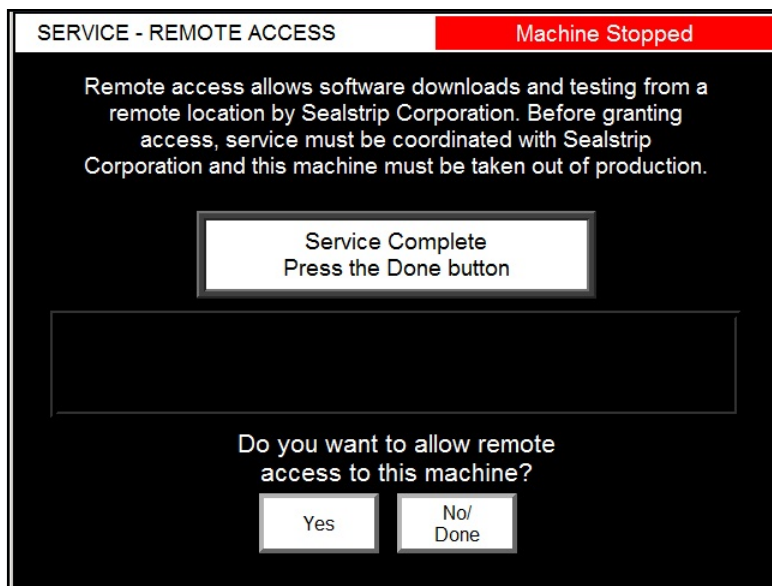 SERVICE - REMOTE ACCESS
Machine Stopped
Remote access allows software downloads and testing from a
remote location by Sealstrip Corporation. Before granting
access, service must be coordinated with Sealstrip
Corporation and this machine must be taken out of production.
Service Complete
Press the Done button
Do you want to allow remote
access to this machine?
Yes
No/
Done